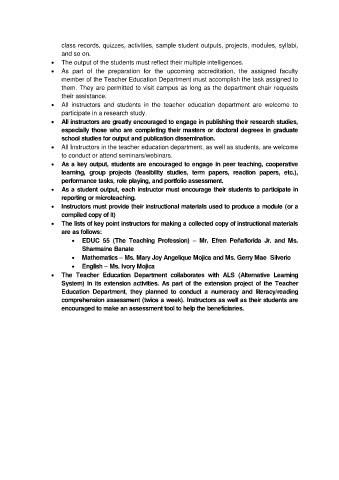 class records, quizzes, activities, sample student outputs, projects, modules, syllabi,
and so on.
• The output of the students must reflect their multiple intelligences.
• As part of the preparation for the upcoming accreditation, the assigned faculty
member of the Teacher Education Department must accomplish the task assigned to
them. They are permitted to visit campus as long as the department chair requests
their assistance.
• All instructors and students in the teacher education department are welcome to
participate in a research study.
• All instructors are greatly encouraged to engage in publishing their research studies,
especially those who are completing their masters or doctoral degrees in graduate
school studies for output and publication dissemination.
• All Instructors in the teacher education department, as well as students, are welcome
to conduct or attend seminars/webinars.
• As a key output, students are encouraged to engage in peer teaching, cooperative
learning, group projects (feasibility studies, term papers, reaction papers, etc.),
performance tasks, role playing, and portfolio assessment.
• As a student output, each instructor must encourage their students to participate in
reporting or microteaching.
• Instructors must provide their instructional materials used to produce a module (or a
compiled copy of it)
• The lists of key point instructors for making a collected copy of instructional materials
are as follows:
• EDUC 55 (The Teaching Profession) – Mr. Efren Peñaflorida Jr. and Ms.
Sharmaine Banate
• Mathematics – Ms. Mary Joy Angelique Mojica and Ms. Gerry Mae Silverio
• English – Ms. Ivory Mojica
• The Teacher Education Department collaborates with ALS (Alternative Learning
System) in its extension activities. As part of the extension project of the Teacher
Education Department, they planned to conduct a numeracy and literacy/reading
comprehension assessment (twice a week). Instructors as well as their students are
encouraged to make an assessment tool to help the beneficiaries.